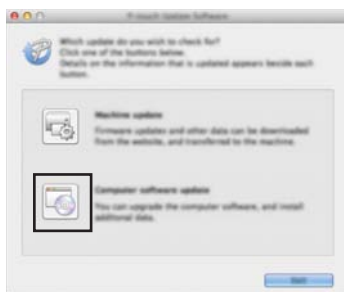 P-touch Update Software
Which update do you wish to check for?
Click one of the buttons below.
Details on the information that is updated appears beside each
button.
Machine update
Firmware updates and other data can be downloaded
from the website, and transferred to the machine.
Computer software update
You can upgrade the computer software, and install
additional data.